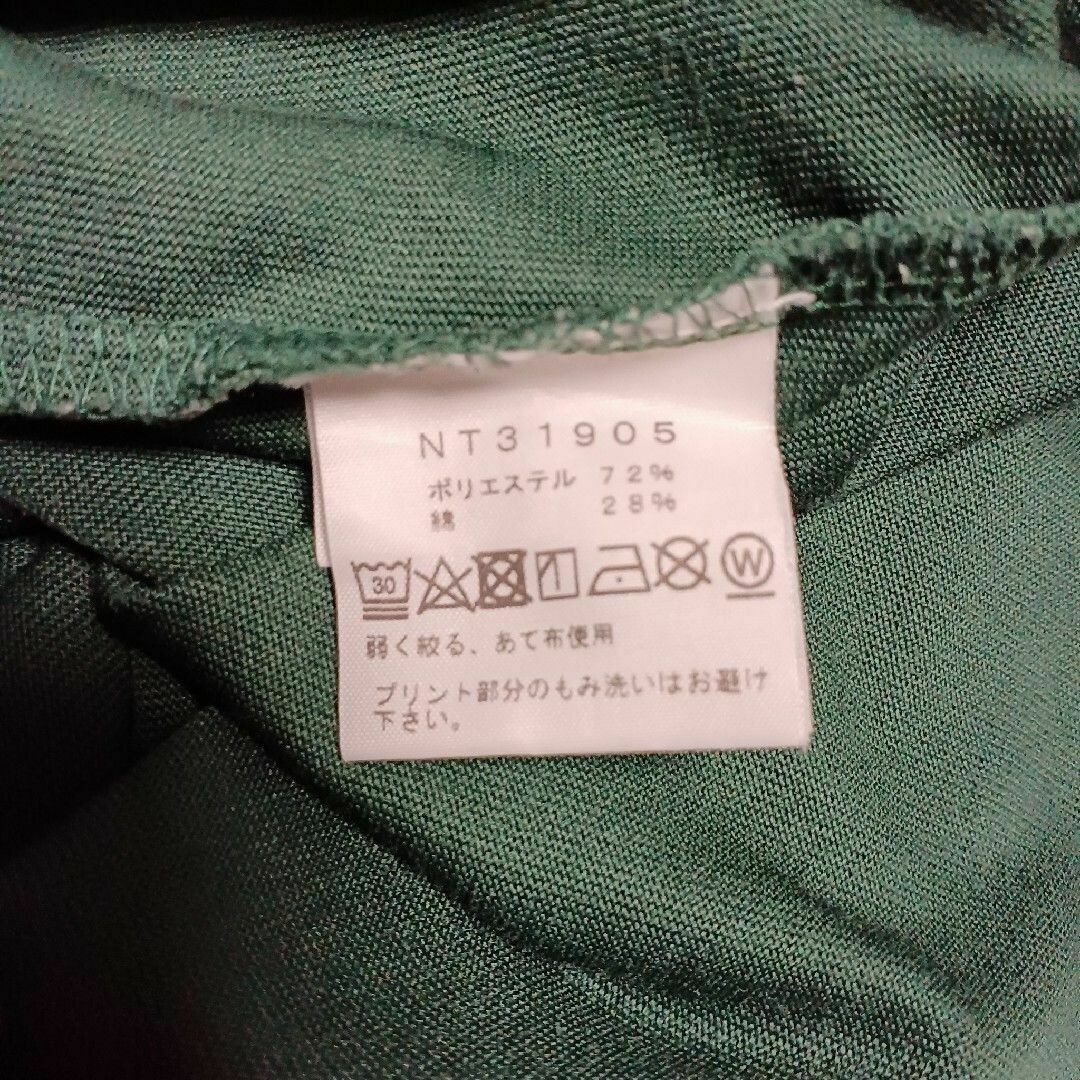 NT31905
ポリエステル 72%
綿 28%
30 W
弱く絞る、あて布使用
プリント部分のもみ洗いはお避け
下さい。